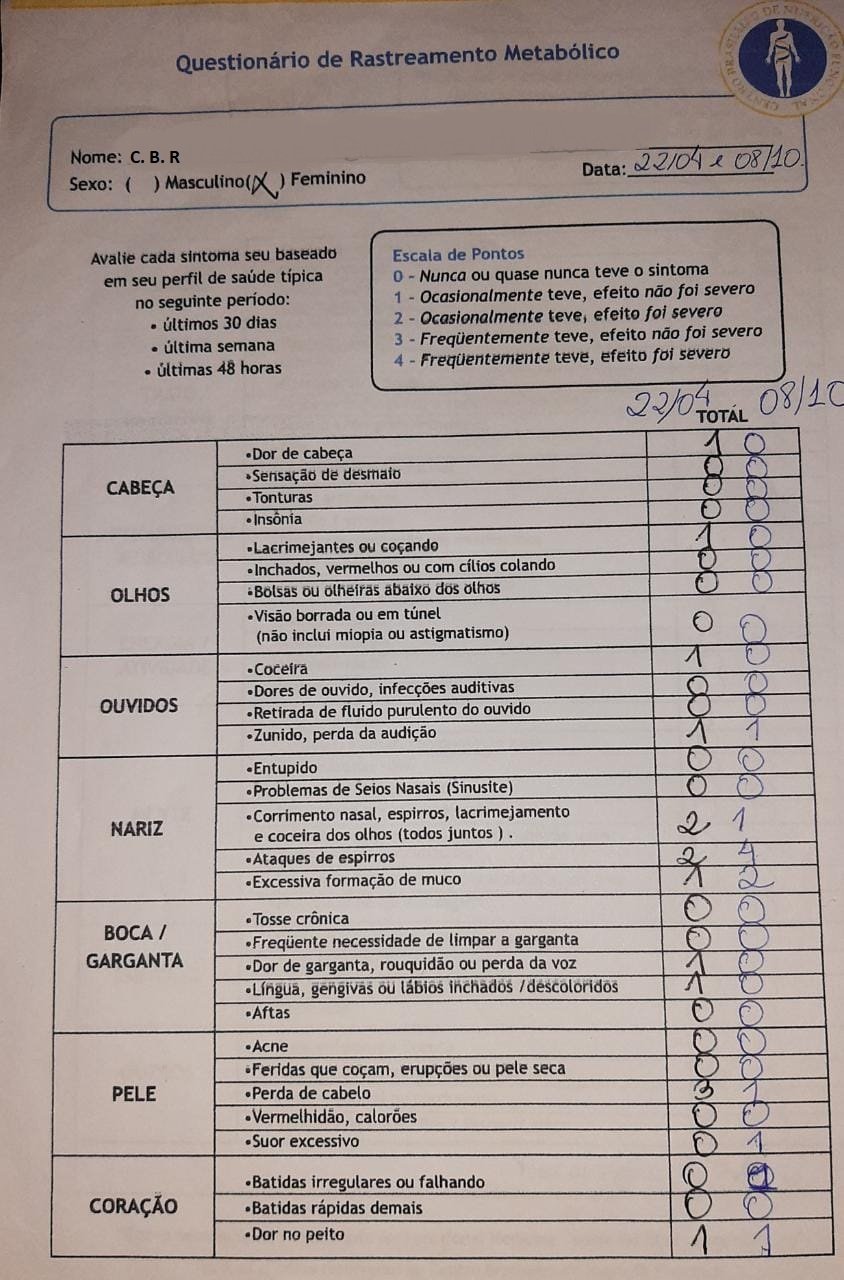 CENTRO BRASILEIRO DE NUTRIÇÃO FUNCIONAL
Questionário de Rastreamento Metabólico
Nome: C. B. R
Data: 22/04 e 08/10.
Sexo: ( ) Masculino (X) Feminino
Avalie cada sintoma seu baseado
em seu perfil de saúde típica
no seguinte período:
• últimos 30 dias
• última semana
• últimas 48 horas
Escala de Pontos
0 - Nunca ou quase nunca teve o sintoma
1 - Ocasionalmente teve, efeito não foi severo
2 - Ocasionalmente teve, efeito foi severo
3 - Freqüentemente teve, efeito não foi severo
4 - Freqüentemente teve, efeito foi severo
22/04 TOTAL 08/10
CABEÇA
•Dor de cabeça 1 0
•Sensação de desmaio 0 0
•Tonturas 0 0
•Insônia 0 0
OLHOS
•Lacrimejantes ou coçando 1 0
•Inchados, vermelhos ou com cílios colando 0 0
•Bolsas ou olheiras abaixo dos olhos 0 0
•Visão borrada ou em túnel
(não inclui miopia ou astigmatismo) 0 0
OUVIDOS
•Coceira 1 0
•Dores de ouvido, infecções auditivas 0 0
•Retirada de fluido purulento do ouvido 0 0
•Zunido, perda da audição 1 1
NARIZ
•Entupido 0 0
•Problemas de Seios Nasais (Sinusite) 0 0
•Corrimento nasal, espirros, lacrimejamento
e coceira dos olhos (todos juntos ) . 2 1
•Ataques de espirros 2 4
•Excessiva formação de muco 1 2
BOCA /
GARGANTA
•Tosse crônica 0 0
•Freqüente necessidade de limpar a garganta 0 0
•Dor de garganta, rouquidão ou perda da voz 1 0
•Língua, gengivas ou lábios inchados /descoloridos 1 0
•Aftas 0 0
PELE
•Acne 0 0
•Feridas que coçam, erupções ou pele seca 0 0
•Perda de cabelo 3 1
•Vermelhidão, calorões 0 0
•Suor excessivo 0 1
CORAÇÃO
•Batidas irregulares ou falhando 0 1
•Batidas rápidas demais 0 0
•Dor no peito 1 1